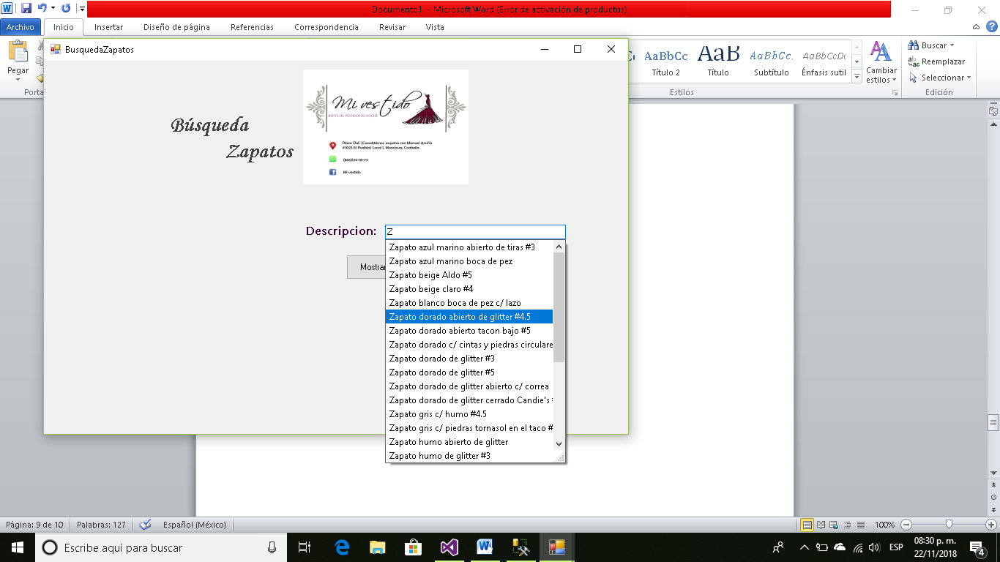 Documento1 - Microsoft Word (Error de activación de productos)
Archivo Inicio Insertar Diseño de página Referencias Correspondencia Revisar Vista
BusquedaZapatos
Pegar
Porta
AaBbCc AaB AaBbCc. AaBbCcDc
Título 2 Título Subtítulo Énfasis sutil
Cambiar estilos
Estilos
Buscar
Reemplazar
Seleccionar
Edición
Búsqueda
Zapatos
Mi vestido
RENTA DE VESTIDOS DE NOCHE
Plaza Dalí (Cuauhtémoc esquina con Manuel Acuña
#1025 El Pueblo) Local 1, Monclova, Coahuila.
(866)324-10-73
Mi vestido
Descripcion: Z
Mostrar
Zapato azul marino abierto de tiras #3
Zapato azul marino boca de pez
Zapato beige Aldo #5
Zapato beige claro #4
Zapato blanco boca de pez c/ lazo
Zapato dorado abierto de glitter #4.5
Zapato dorado abierto tacon bajo #5
Zapato dorado c/ cintas y piedras circulare
Zapato dorado de glitter #3
Zapato dorado de glitter #5
Zapato dorado de glitter abierto c/ correa
Zapato dorado de glitter cerrado Candie's
Zapato gris c/ humo #4.5
Zapato gris c/ piedras tornasol en el taco #
Zapato humo abierto de glitter
Zapato humo de glitter #3
Página: 9 de 10 Palabras: 127 Español (México) 100%
Escribe aquí para buscar
ESP
08:30 p. m.
22/11/2018
4